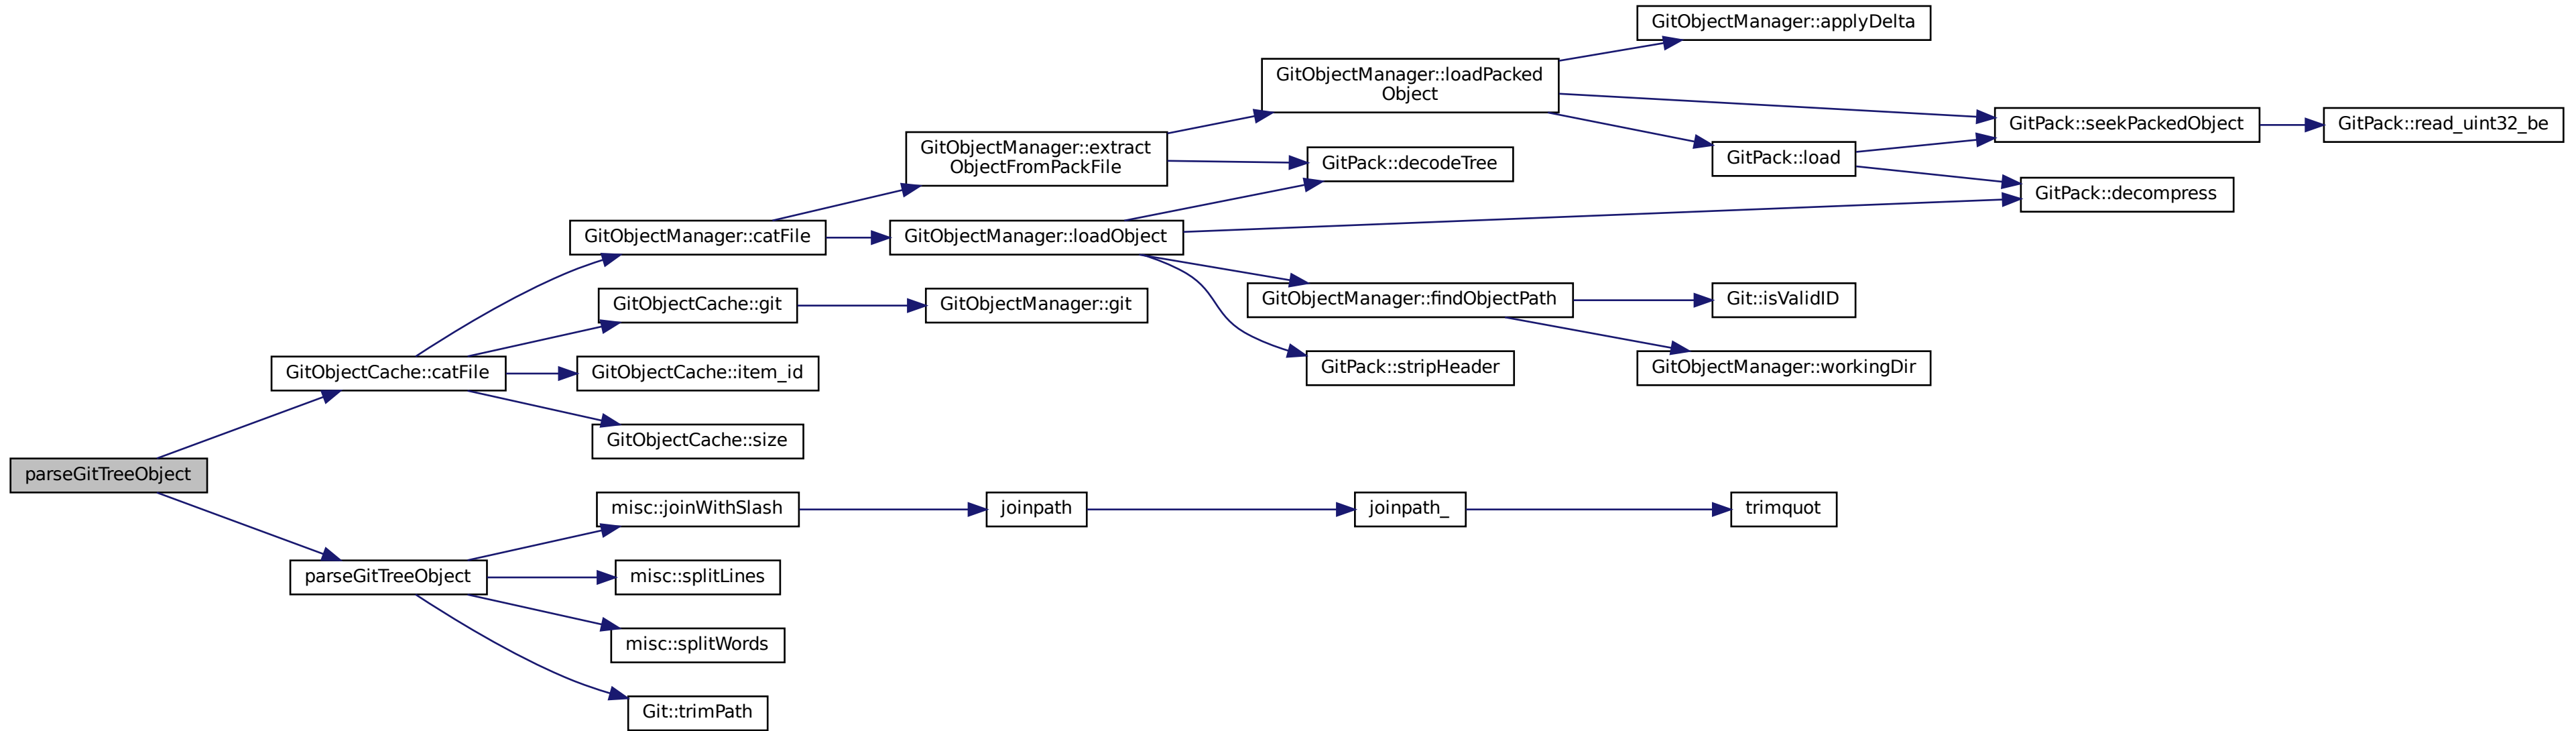 GitObjectManager::applyDelta
GitObjectManager::loadPacked
Object
GitPack::seekPackedObject
GitPack::read_uint32_be
GitObjectManager::extract
ObjectFromPackFile
GitPack::decodeTree
GitPack::load
GitPack::decompress
GitObjectManager::catFile
GitObjectManager::loadObject
GitObjectCache::git
GitObjectManager::git
GitObjectManager::findObjectPath
Git::isValidID
GitObjectCache::catFile
GitObjectCache::item_id
GitPack::stripHeader
GitObjectManager::workingDir
GitObjectCache::size
parseGitTreeObject
misc::joinWithSlash
joinpath
joinpath_
trimquot
parseGitTreeObject
misc::splitLines
misc::splitWords
Git::trimPath